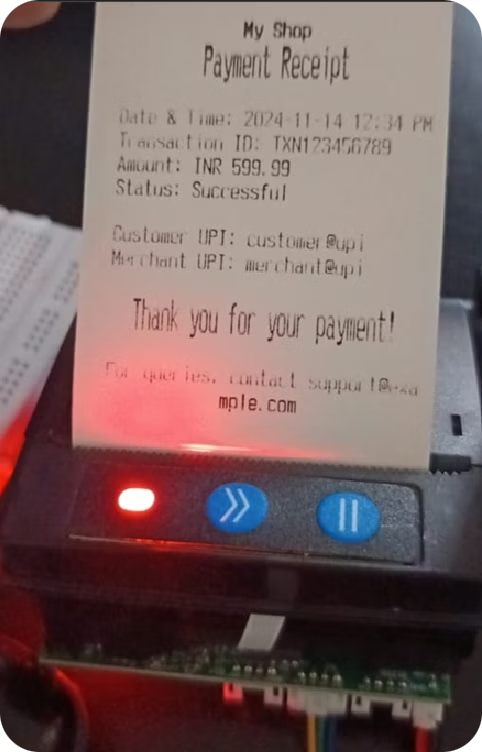 My Shop
Payment Receipt
Date & Time: 2024-11-14 12:34 PM
Transaction ID: TXN123456789
Amount: INR 599.99
Status: Successful
Customer UPI: customer@upi
Merchant UPI: merchant@upi
Thank you for your payment!
For queries, contact support@exa
mple.com